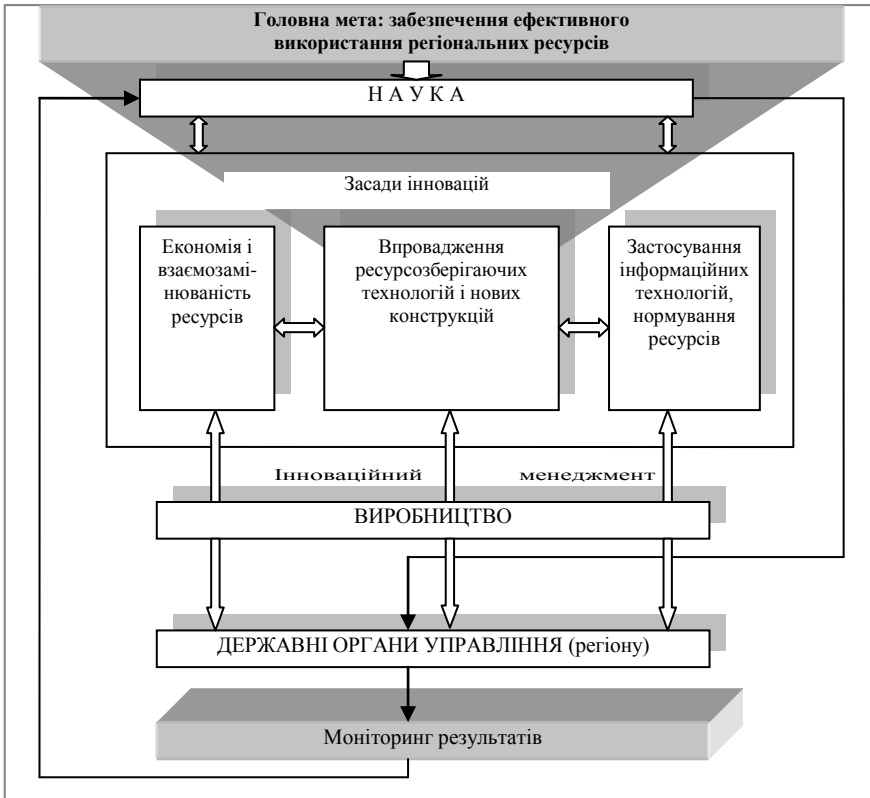 Головна мета: забезпечення ефективного
використання регіональних ресурсів
Н А У К А
Засади інновацій
Економія і
взаємозамі-
нюваність
ресурсів
Впровадження
ресурсозберігаючих
технологій і нових
конструкцій
Застосування
інформаційних
технологій,
нормування
ресурсів
Інноваційний менеджмент
ВИРОБНИЦТВО
ДЕРЖАВНІ ОРГАНИ УПРАВЛІННЯ (регіону)
Моніторинг результатів